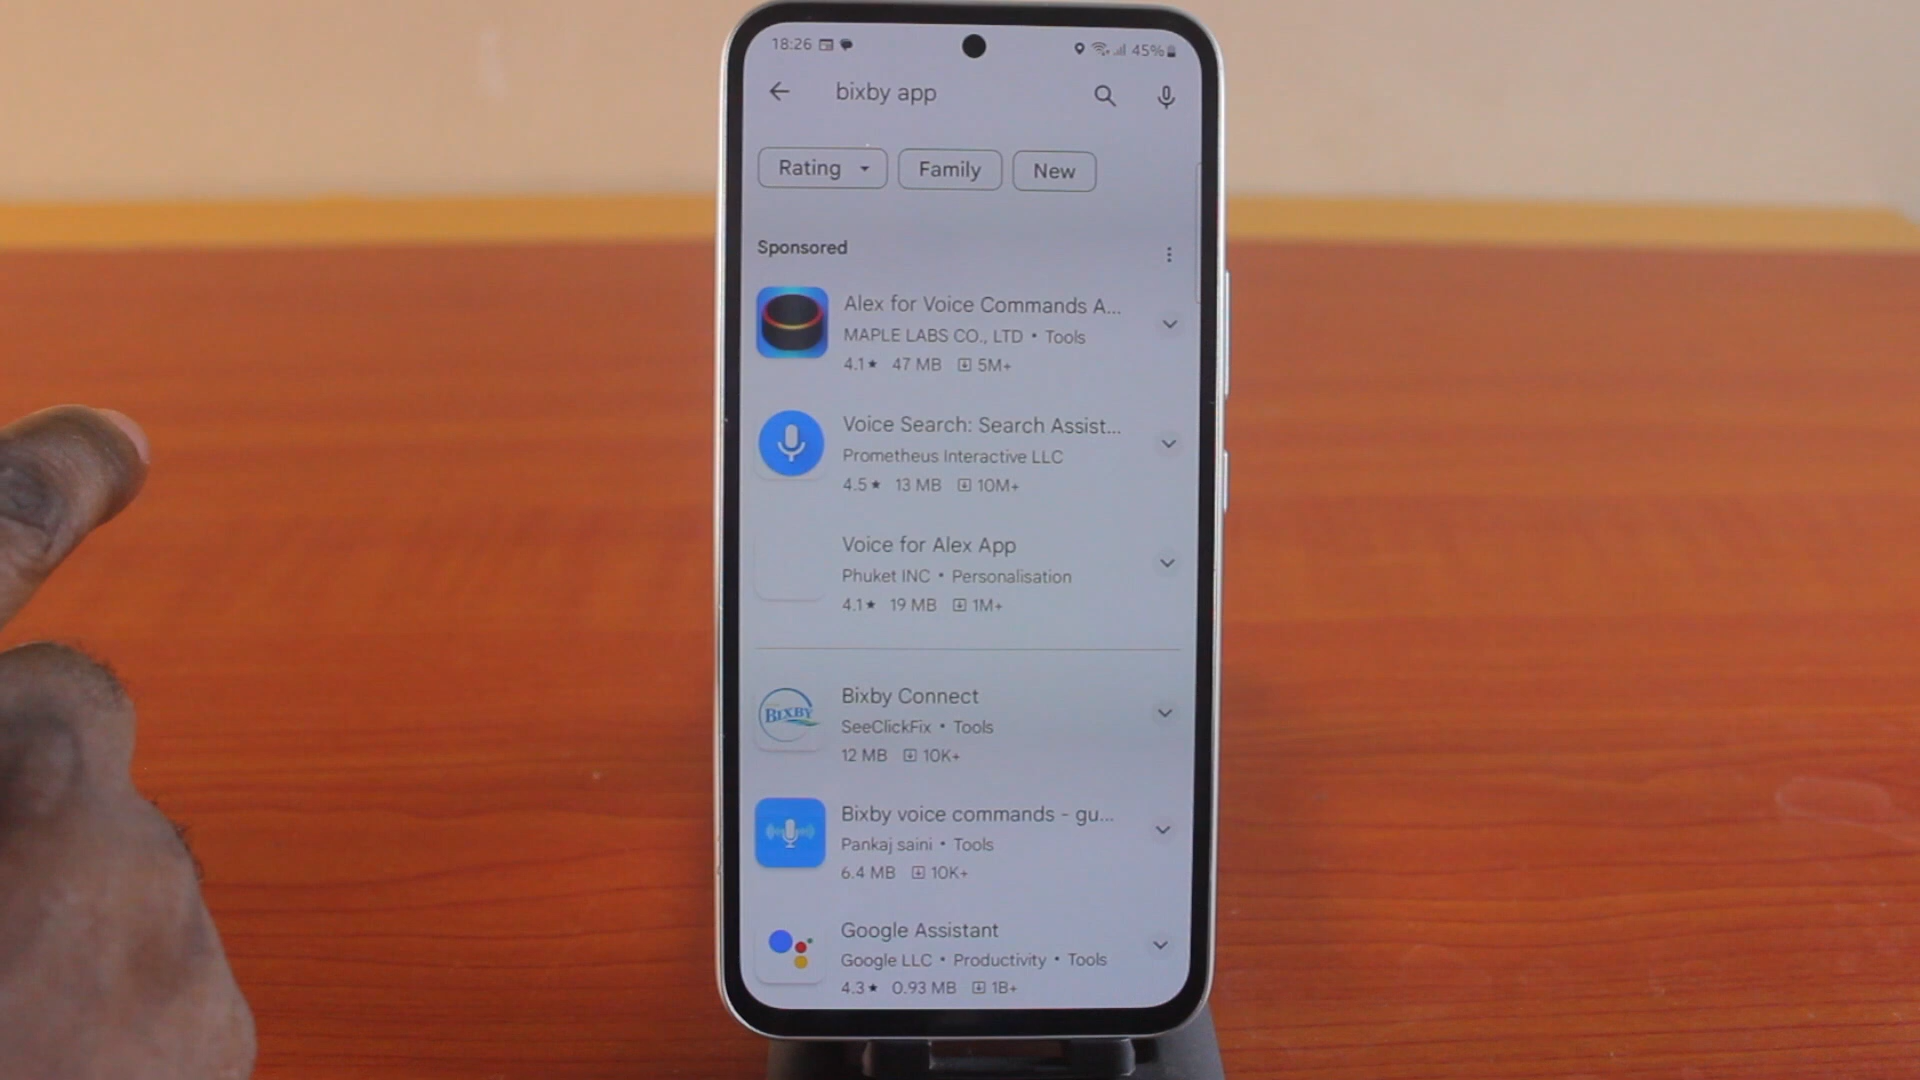 18:26 45%
bixby app
Rating Family New
Sponsored
Alex for Voice Commands A...
MAPLE LABS CO., LTD • Tools
4.1★ 47 MB 5M+
Voice Search: Search Assist...
Prometheus Interactive LLC
4.5★ 13 MB 10M+
Voice for Alex App
Phuket INC • Personalisation
4.1★ 19 MB 1M+
BIXBY
Bixby Connect
SeeClickFix • Tools
12 MB 10K+
Bixby voice commands - gu...
Pankaj saini • Tools
6.4 MB 10K+
Google Assistant
Google LLC • Productivity • Tools
4.3★ 0.93 MB 1B+